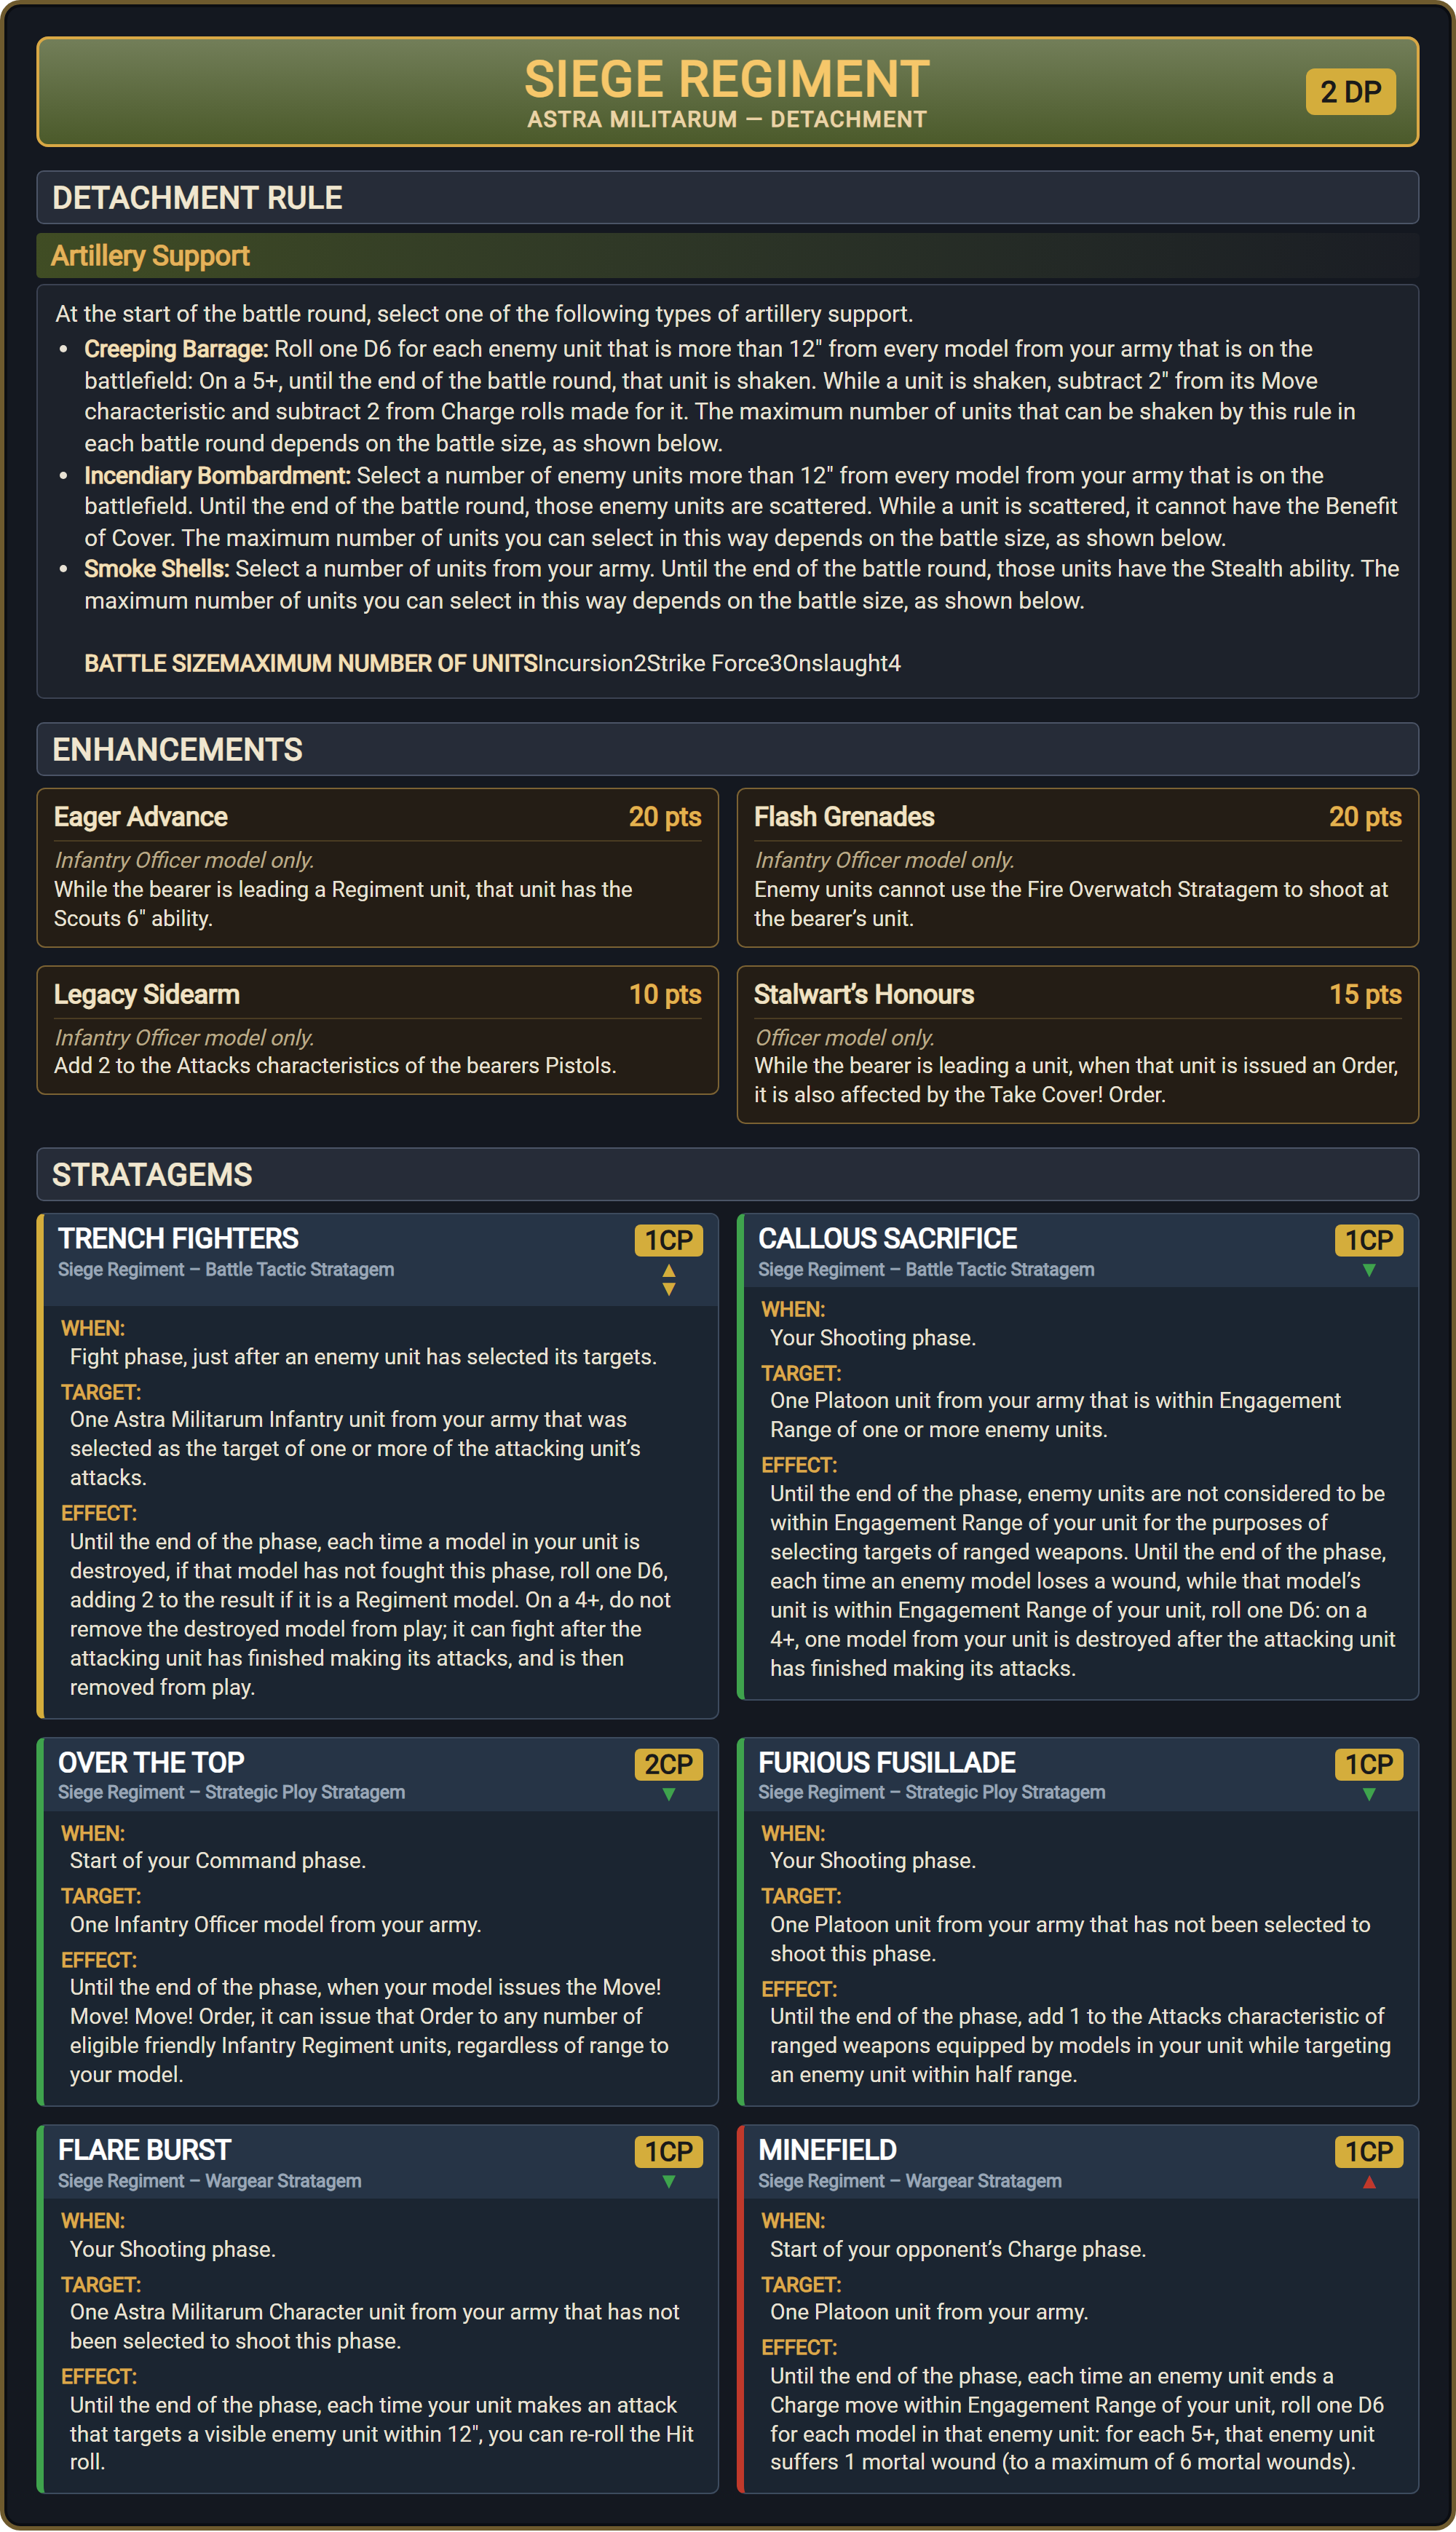 SIEGE REGIMENT
ASTRA MILITARUM — DETACHMENT
2 DP
DETACHMENT RULE
Artillery Support
At the start of the battle round, select one of the following types of artillery support.
• Creeping Barrage: Roll one D6 for each enemy unit that is more than 12" from every model from your army that is on the
battlefield: On a 5+, until the end of the battle round, that unit is shaken. While a unit is shaken, subtract 2" from its Move
characteristic and subtract 2 from Charge rolls made for it. The maximum number of units that can be shaken by this rule in
each battle round depends on the battle size, as shown below.
• Incendiary Bombardment: Select a number of enemy units more than 12" from every model from your army that is on the
battlefield. Until the end of the battle round, those enemy units are scattered. While a unit is scattered, it cannot have the Benefit
of Cover. The maximum number of units you can select in this way depends on the battle size, as shown below.
• Smoke Shells: Select a number of units from your army. Until the end of the battle round, those units have the Stealth ability. The
maximum number of units you can select in this way depends on the battle size, as shown below.
BATTLE SIZEMAXIMUM NUMBER OF UNITSIncursion2Strike Force3Onslaught4
ENHANCEMENTS
Eager Advance
20 pts
Infantry Officer model only.
While the bearer is leading a Regiment unit, that unit has the
Scouts 6" ability.
Flash Grenades
20 pts
Infantry Officer model only.
Enemy units cannot use the Fire Overwatch Stratagem to shoot at
the bearer’s unit.
Legacy Sidearm
10 pts
Infantry Officer model only.
Add 2 to the Attacks characteristics of the bearers Pistols.
Stalwart’s Honours
15 pts
Officer model only.
While the bearer is leading a unit, when that unit is issued an Order,
it is also affected by the Take Cover! Order.
STRATAGEMS
TRENCH FIGHTERS
1CP
Siege Regiment – Battle Tactic Stratagem
WHEN:
Fight phase, just after an enemy unit has selected its targets.
TARGET:
One Astra Militarum Infantry unit from your army that was
selected as the target of one or more of the attacking unit’s
attacks.
EFFECT:
Until the end of the phase, each time a model in your unit is
destroyed, if that model has not fought this phase, roll one D6,
adding 2 to the result if it is a Regiment model. On a 4+, do not
remove the destroyed model from play; it can fight after the
attacking unit has finished making its attacks, and is then
removed from play.
CALLOUS SACRIFICE
1CP
Siege Regiment – Battle Tactic Stratagem
WHEN:
Your Shooting phase.
TARGET:
One Platoon unit from your army that is within Engagement
Range of one or more enemy units.
EFFECT:
Until the end of the phase, enemy units are not considered to be
within Engagement Range of your unit for the purposes of
selecting targets of ranged weapons. Until the end of the phase,
each time an enemy model loses a wound, while that model’s
unit is within Engagement Range of your unit, roll one D6: on a
4+, one model from your unit is destroyed after the attacking unit
has finished making its attacks.
OVER THE TOP
2CP
Siege Regiment – Strategic Ploy Stratagem
WHEN:
Start of your Command phase.
TARGET:
One Infantry Officer model from your army.
EFFECT:
Until the end of the phase, when your model issues the Move!
Move! Move! Order, it can issue that Order to any number of
eligible friendly Infantry Regiment units, regardless of range to
your model.
FURIOUS FUSILLADE
1CP
Siege Regiment – Strategic Ploy Stratagem
WHEN:
Your Shooting phase.
TARGET:
One Platoon unit from your army that has not been selected to
shoot this phase.
EFFECT:
Until the end of the phase, add 1 to the Attacks characteristic of
ranged weapons equipped by models in your unit while targeting
an enemy unit within half range.
FLARE BURST
1CP
Siege Regiment – Wargear Stratagem
WHEN:
Your Shooting phase.
TARGET:
One Astra Militarum Character unit from your army that has not
been selected to shoot this phase.
EFFECT:
Until the end of the phase, each time your unit makes an attack
that targets a visible enemy unit within 12", you can re-roll the Hit
roll.
MINEFIELD
1CP
Siege Regiment – Wargear Stratagem
WHEN:
Start of your opponent’s Charge phase.
TARGET:
One Platoon unit from your army.
EFFECT:
Until the end of the phase, each time an enemy unit ends a
Charge move within Engagement Range of your unit, roll one D6
for each model in that enemy unit: for each 5+, that enemy unit
suffers 1 mortal wound (to a maximum of 6 mortal wounds).